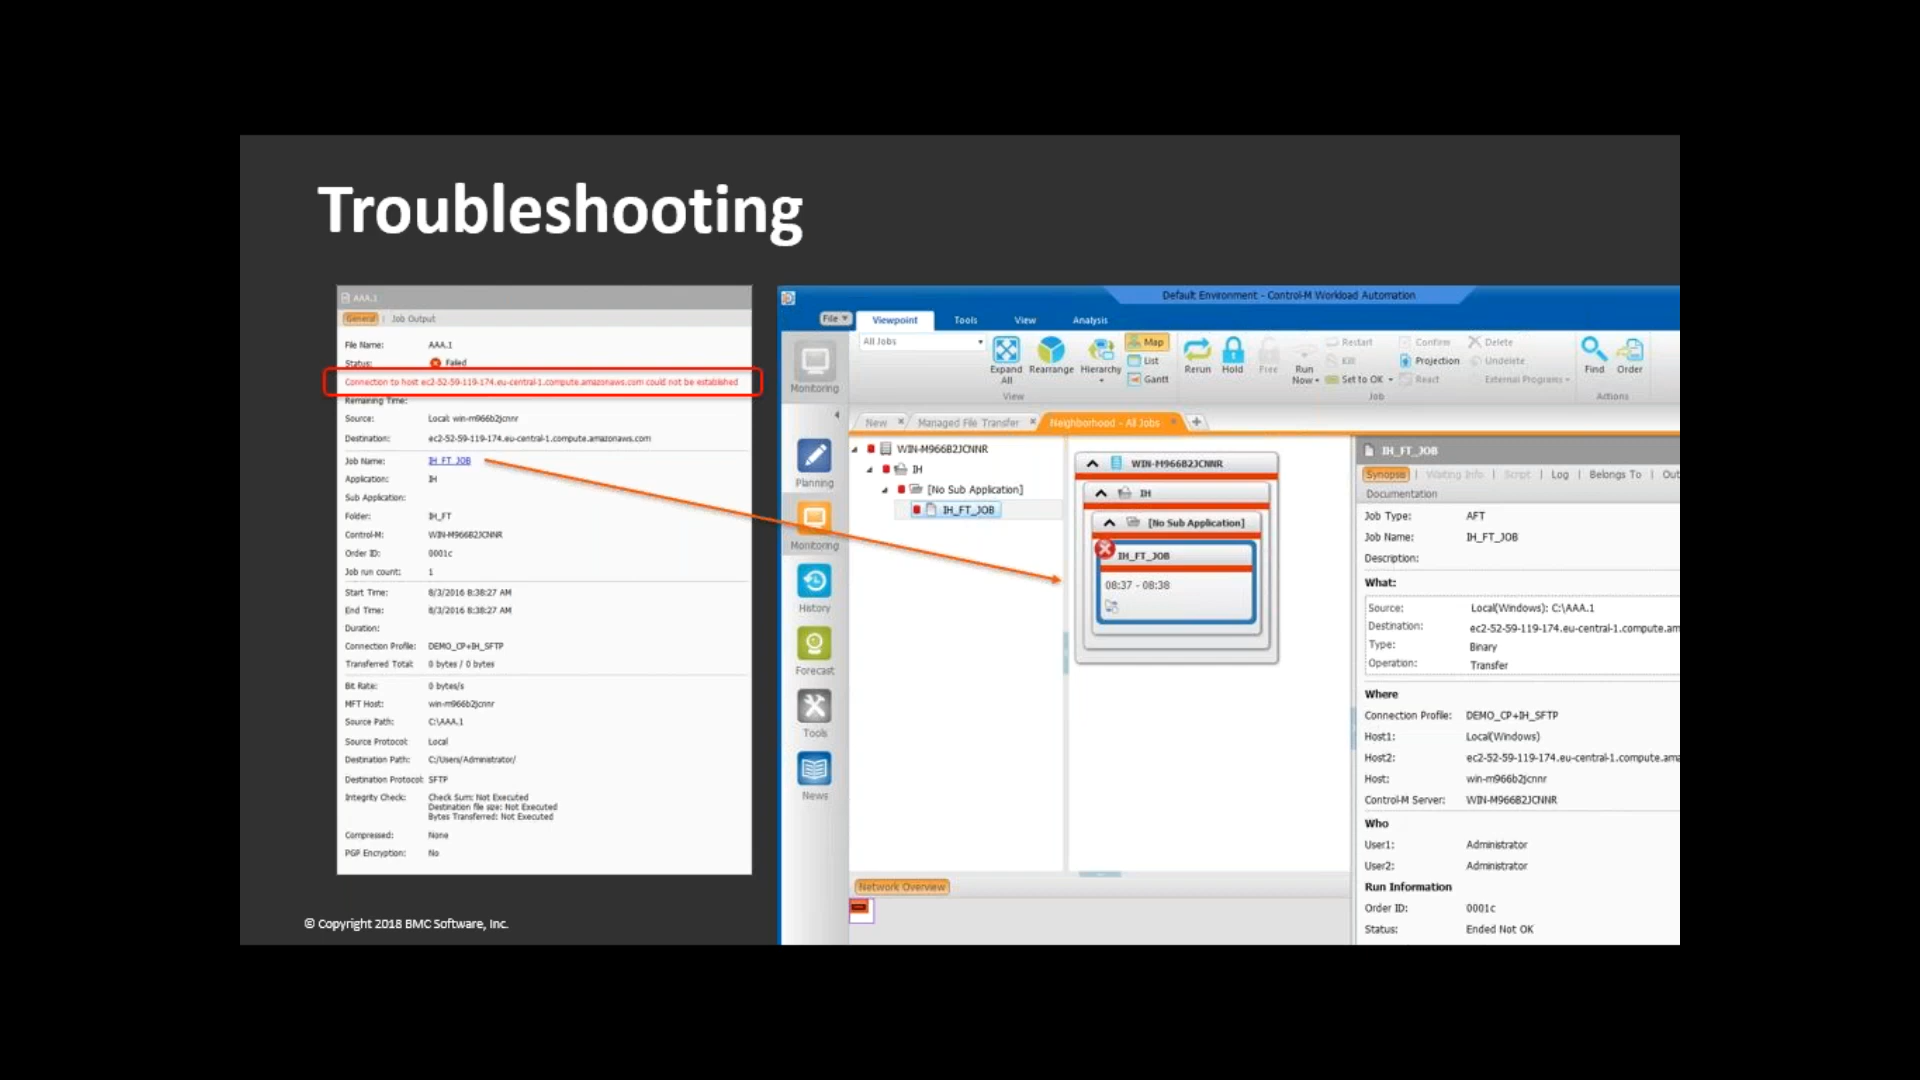 Troubleshooting
AAA.1
General | Job Output
File Name: AAA.1
Status: Failed
Connection to host ec2-52-59-119-174.eu-central-1.compute.amazonaws.com could not be established
Remaining Time:
Source: Local: win-m966b2jcnnr
Destination: ec2-52-59-119-174.eu-central-1.compute.amazonaws.com
Job Name: IH_FT_JOB
Application: IH
Sub Application:
Folder: IH_FT
Control-M: WIN-M966B2JCNNR
Order ID: 0001c
Job run count: 1
Start Time: 8/3/2016 8:38:27 AM
End Time: 8/3/2016 8:38:27 AM
Duration:
Connection Profile: DEMO_CP+IH_SFTP
Transferred Total: 0 bytes / 0 bytes
Bit Rate: 0 bytes/s
MFT Host: win-m966b2jcnnr
Source Path: C:\AAA.1
Source Protocol: Local
Destination Path: C:/Users/Administrator/
Destination Protocol: SFTP
Integrity Check: Check Sum: Not Executed
Destination file size: Not Executed
Bytes Transferred: Not Executed
Compressed: None
PGP Encryption: No
© Copyright 2018 BMC Software, Inc.
Default Environment - Control-M Workload Automation
File Viewpoint Tools View Analysis
All Jobs
Expand All
Rearrange
Hierarchy
Map
List
Gantt
View
Rerun
Hold
Free
Run Now
Restart
Kill
Set to OK
Confirm
Projection
React
Delete
Undelete
External Programs
Job
Find
Order
Actions
Monitoring
Planning
Monitoring
History
Forecast
Tools
News
New Managed File Transfer Neighborhood - All Jobs
WIN-M966B2JCNNR
IH
[No Sub Application]
IH_FT_JOB
WIN-M966B2JCNNR
IH
[No Sub Application]
IH_FT_JOB
08:37 - 08:38
Network Overview
IH_FT_JOB
Synopsis | Waiting Info | Script | Log | Belongs To | Out
Documentation
Job Type: AFT
Job Name: IH_FT_JOB
Description:
What:
Source: Local(Windows): C:\AAA.1
Destination: ec2-52-59-119-174.eu-central-1.compute.am
Type: Binary
Operation: Transfer
Where
Connection Profile: DEMO_CP+IH_SFTP
Host1: Local(Windows)
Host2: ec2-52-59-119-174.eu-central-1.compute.ama
Host: win-m966b2jcnnr
Control-M Server: WIN-M966B2JCNNR
Who
User1: Administrator
User2: Administrator
Run Information
Order ID: 0001c
Status: Ended Not OK